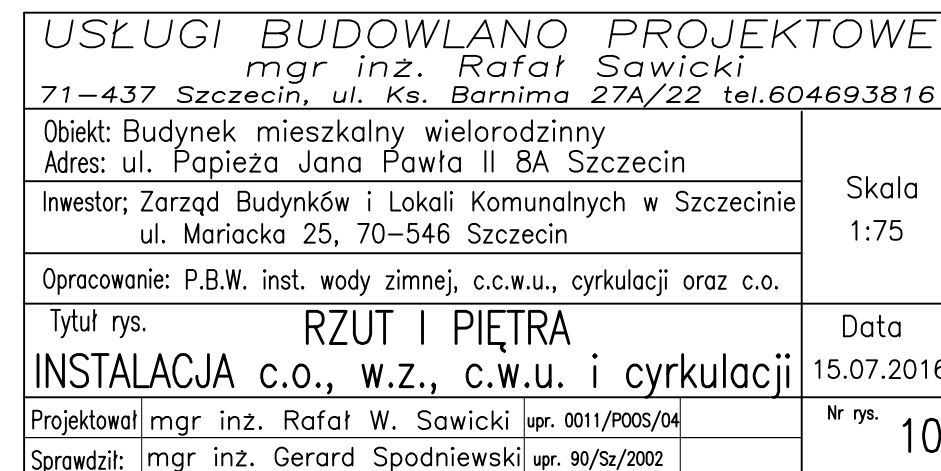 USŁUGI BUDOWLANO PROJEKTOWE
mgr inż. Rafał Sawicki
71-437 Szczecin, ul. Ks. Barnima 27A/22 tel.604693816
Obiekt: Budynek mieszkalny wielorodzinny
Adres: ul. Papieża Jana Pawła II 8A Szczecin
Inwestor; Zarząd Budynków i Lokali Komunalnych w Szczecinie
ul. Mariacka 25, 70-546 Szczecin
Skala
1:75
Opracowanie: P.B.W. inst. wody zimnej, c.c.w.u., cyrkulacji oraz c.o.
Tytuł rys.
RZUT I PIĘTRA
INSTALACJA c.o., w.z., c.w.u. i cyrkulacji
Data
15.07.2016
Projektował mgr inż. Rafał W. Sawicki upr. 0011/POOS/04
Sprawdził: mgr inż. Gerard Spodniewski upr. 90/Sz/2002
Nr rys. 10